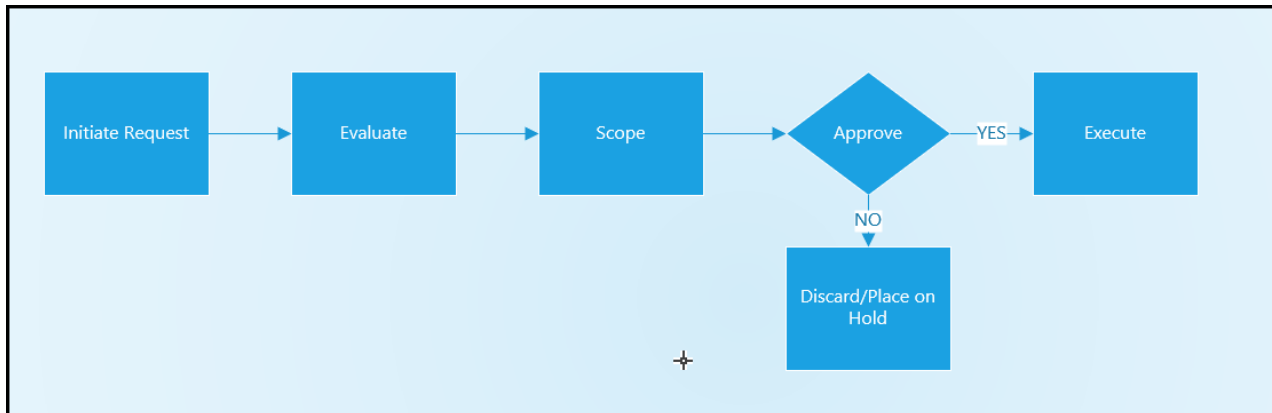 Initiate Request
Evaluate
Scope
Approve
YES
Execute
NO
Discard/Place on
Hold